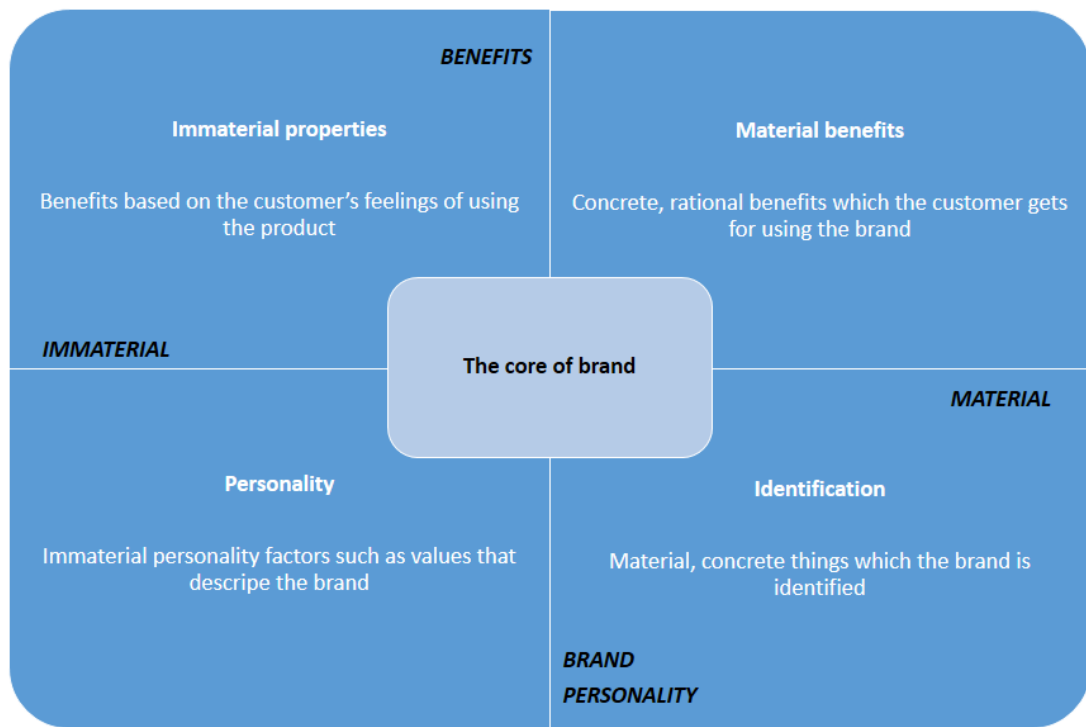 BENEFITS
Immaterial properties
Benefits based on the customer's feelings of using
the product
IMMATERIAL
Material benefits
Concrete, rational benefits which the customer gets
for using the brand
The core of brand
MATERIAL
Personality
Immaterial personality factors such as values that
descripe the brand
Identification
Material, concrete things which the brand is
identified
BRAND
PERSONALITY